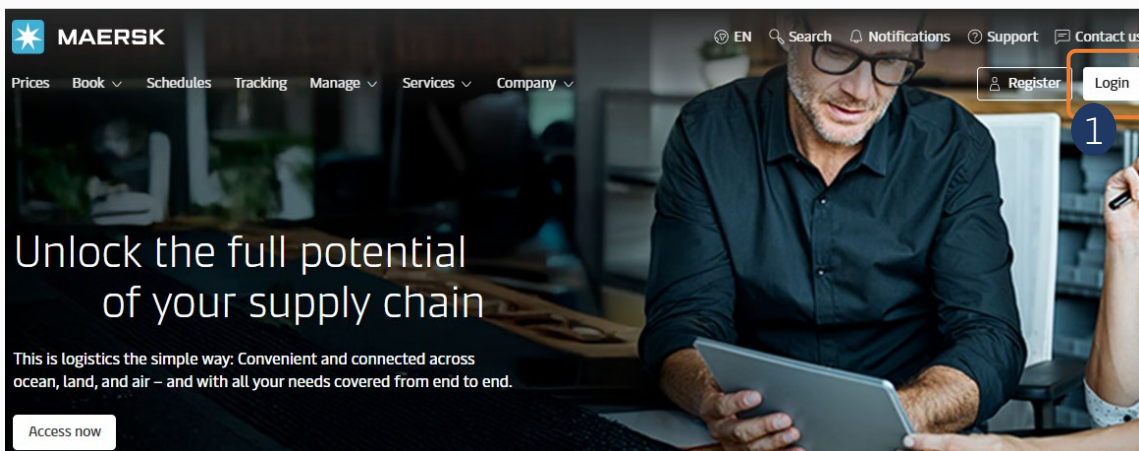 MAERSK
EN Search Notifications Support Contact us
Prices Book Schedules Tracking Manage Services Company
Register Login
1
Unlock the full potential
of your supply chain
This is logistics the simple way: Convenient and connected across
ocean, land, and air – and with all your needs covered from end to end.
Access now